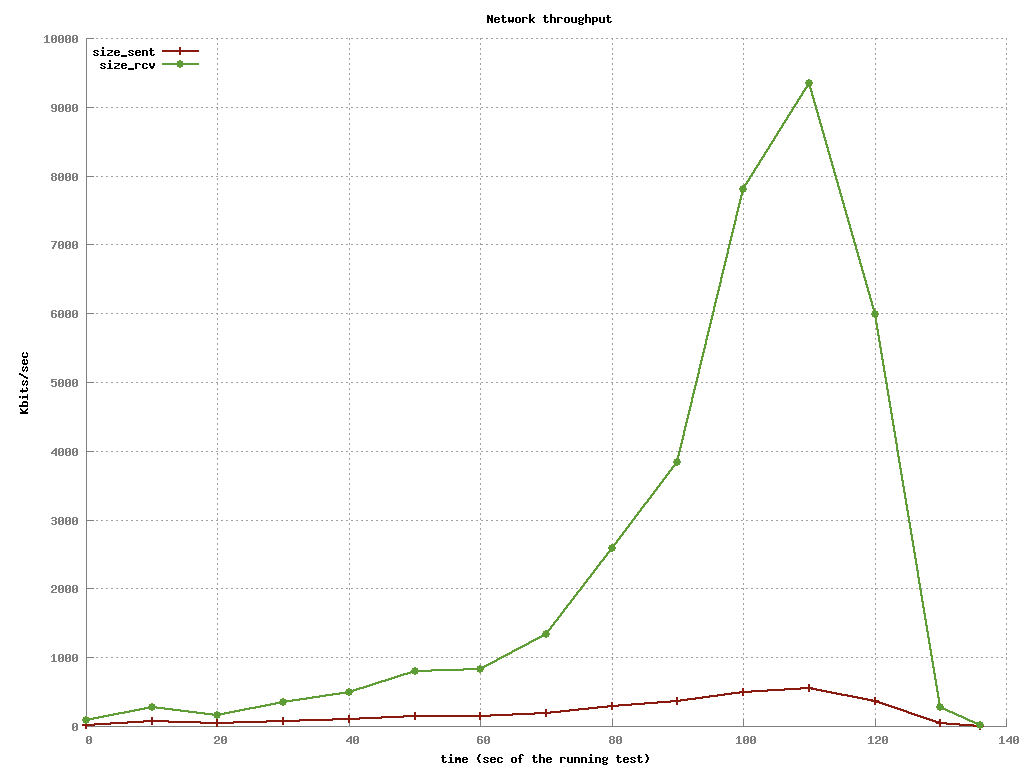 Network throughput
size_sent
size_rcv
10000
9000
8000
7000
6000
5000
4000
3000
2000
1000
0
Kbits/sec
0 20 40 60 80 100 120 140
time (sec of the running test)